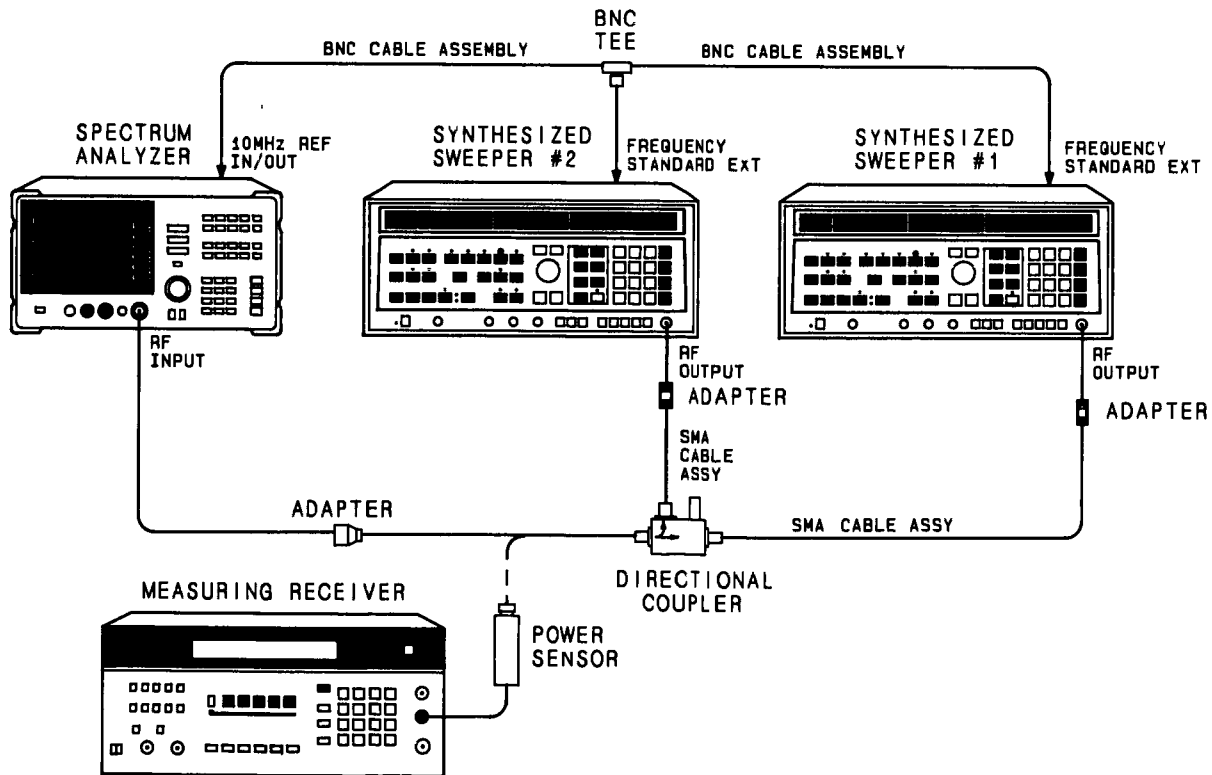 BNC
TEE
BNC CABLE ASSEMBLY
BNC CABLE ASSEMBLY
SPECTRUM
ANALYZER
10MHz REF
IN/OUT
SYNTHESIZED
SWEEPER #2
FREQUENCY
STANDARD EXT
SYNTHESIZED
SWEEPER #1
FREQUENCY
STANDARD EXT
RF
INPUT
RF
OUTPUT
ADAPTER
RF
OUTPUT
ADAPTER
SMA
CABLE
ASSY
ADAPTER
SMA CABLE ASSY
DIRECTIONAL
COUPLER
MEASURING RECEIVER
POWER
SENSOR